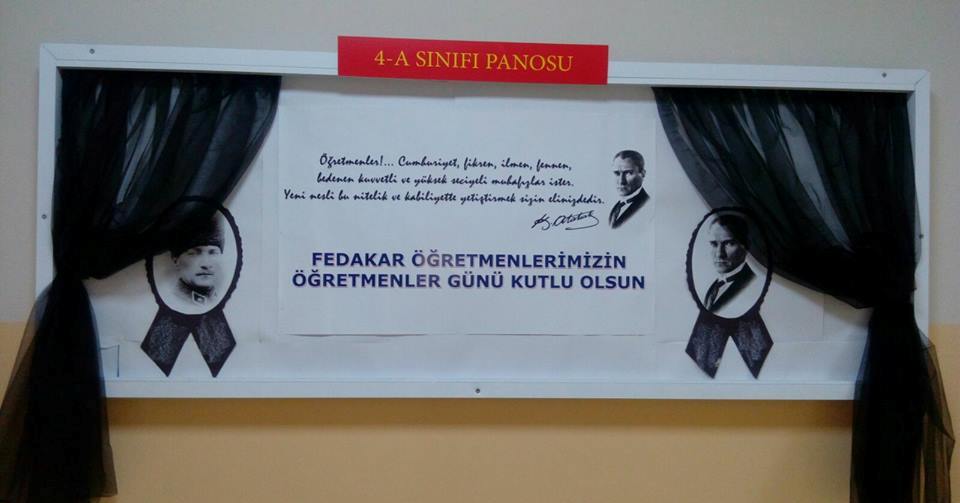 4-A SINIFI PANOSU
Öğretmenler!... Cumhuriyet, fikren, ilmen, fennen,
bedenen kuvvetli ve yüksek seciyeli muhafızlar ister.
Yeni nesli bu nitelik ve kabiliyette yetiştirmek sizin elinizdedir.
K. Atatürk
FEDAKAR ÖĞRETMENLERİMİZİN
ÖĞRETMENLER GÜNÜ KUTLU OLSUN